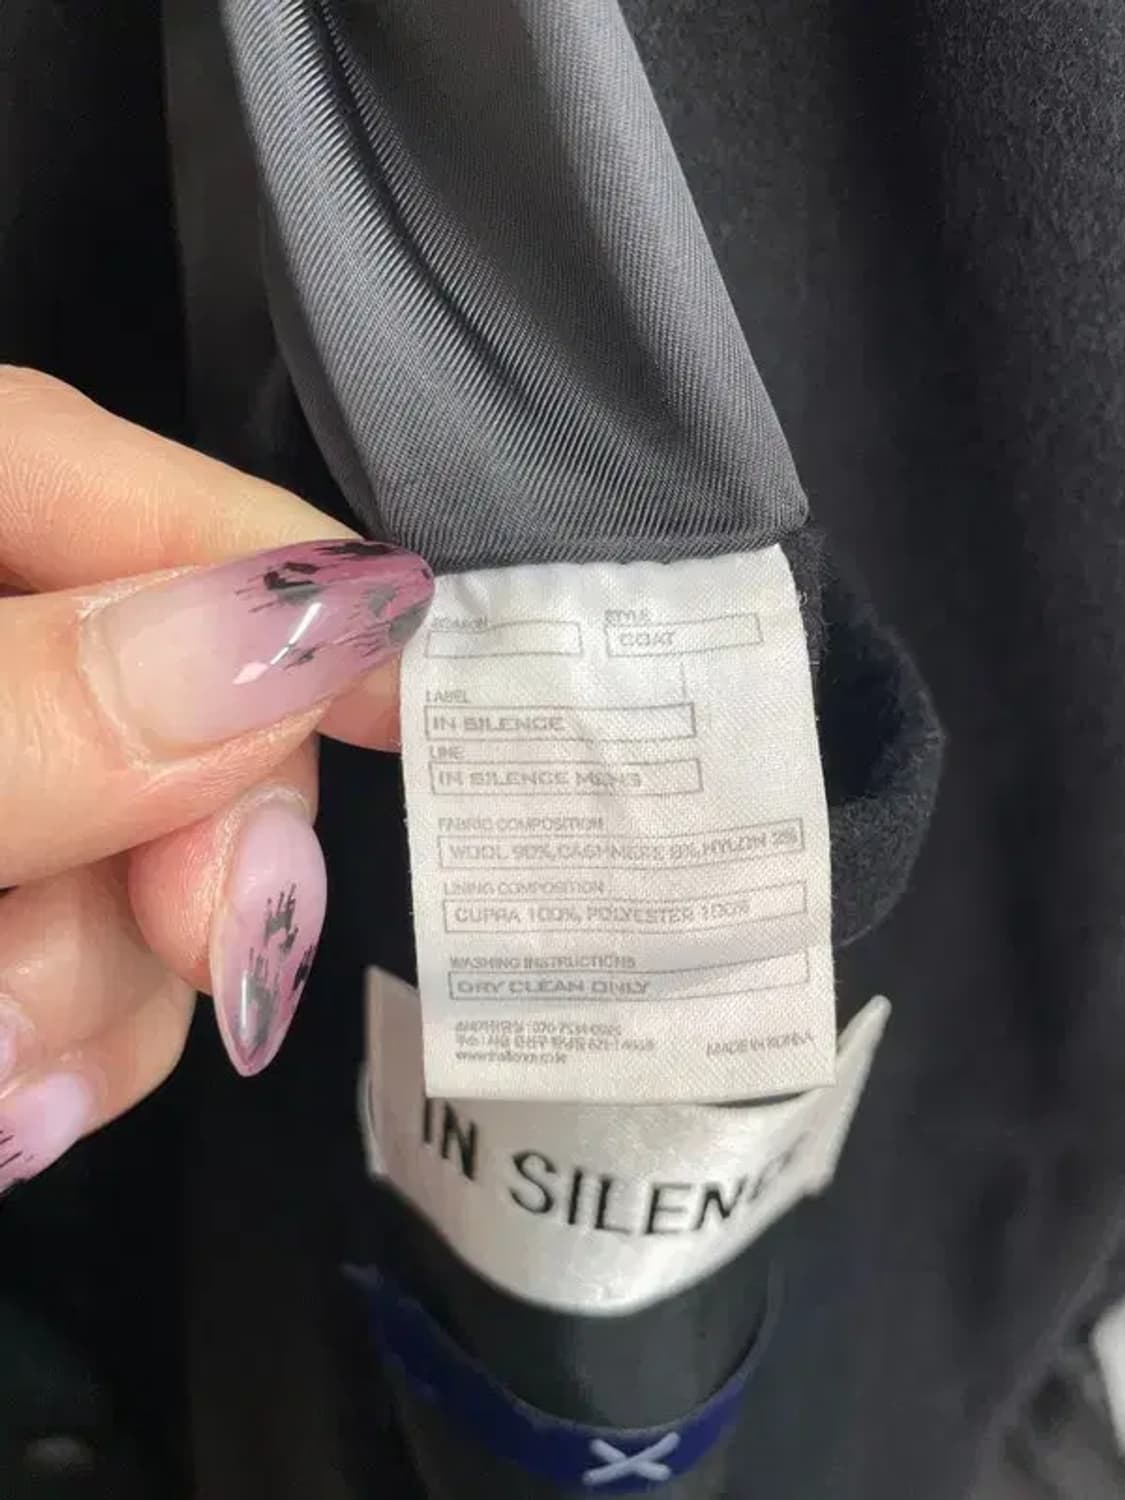 SEASON
STYLE
COAT
LABEL
IN SILENCE
LINE
IN SILENCE MENS
FABRIC COMPOSITION
WOOL 90%, CASHMERE 8%, NYLON 2%
LINING COMPOSITION
CUPRA 100%, POLYESTER 100%
WASHING INSTRUCTIONS
DRY CLEAN ONLY
MADE IN KOREA
IN SILENC